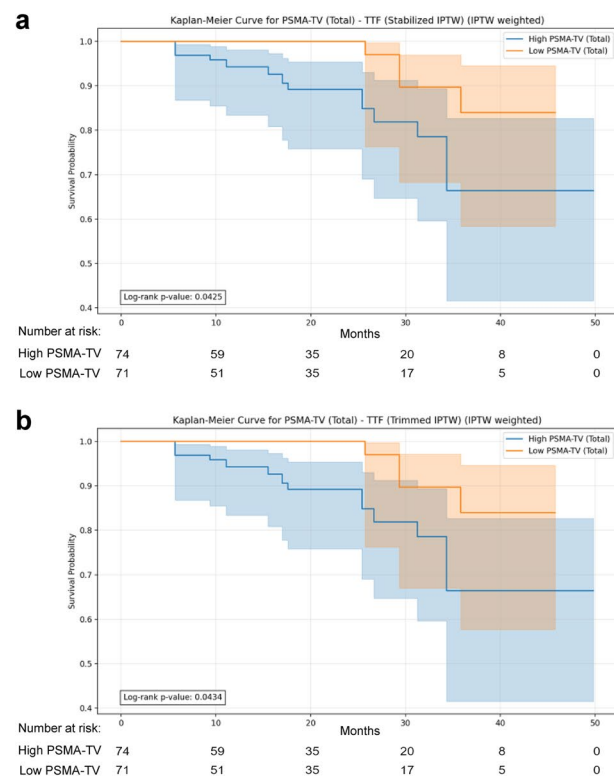 a
Kaplan-Meier Curve for PSMA-TV (Total) - TTF (Stabilized IPTW) (IPTW weighted)
High PSMA-TV (Total)
Low PSMA-TV (Total)
Survival Probability
1.0
0.9
0.8
0.7
0.6
0.5
0.4
Log-rank p-value: 0.0425
0 10 20 30 40 50
Months
Number at risk:
High PSMA-TV 74 59 35 20 8 0
Low PSMA-TV 71 51 35 17 5 0
b
Kaplan-Meier Curve for PSMA-TV (Total) - TTF (Trimmed IPTW) (IPTW weighted)
High PSMA-TV (Total)
Low PSMA-TV (Total)
Survival Probability
1.0
0.9
0.8
0.7
0.6
0.5
0.4
Log-rank p-value: 0.0434
0 10 20 30 40 50
Months
Number at risk:
High PSMA-TV 74 59 35 20 8 0
Low PSMA-TV 71 51 35 17 5 0